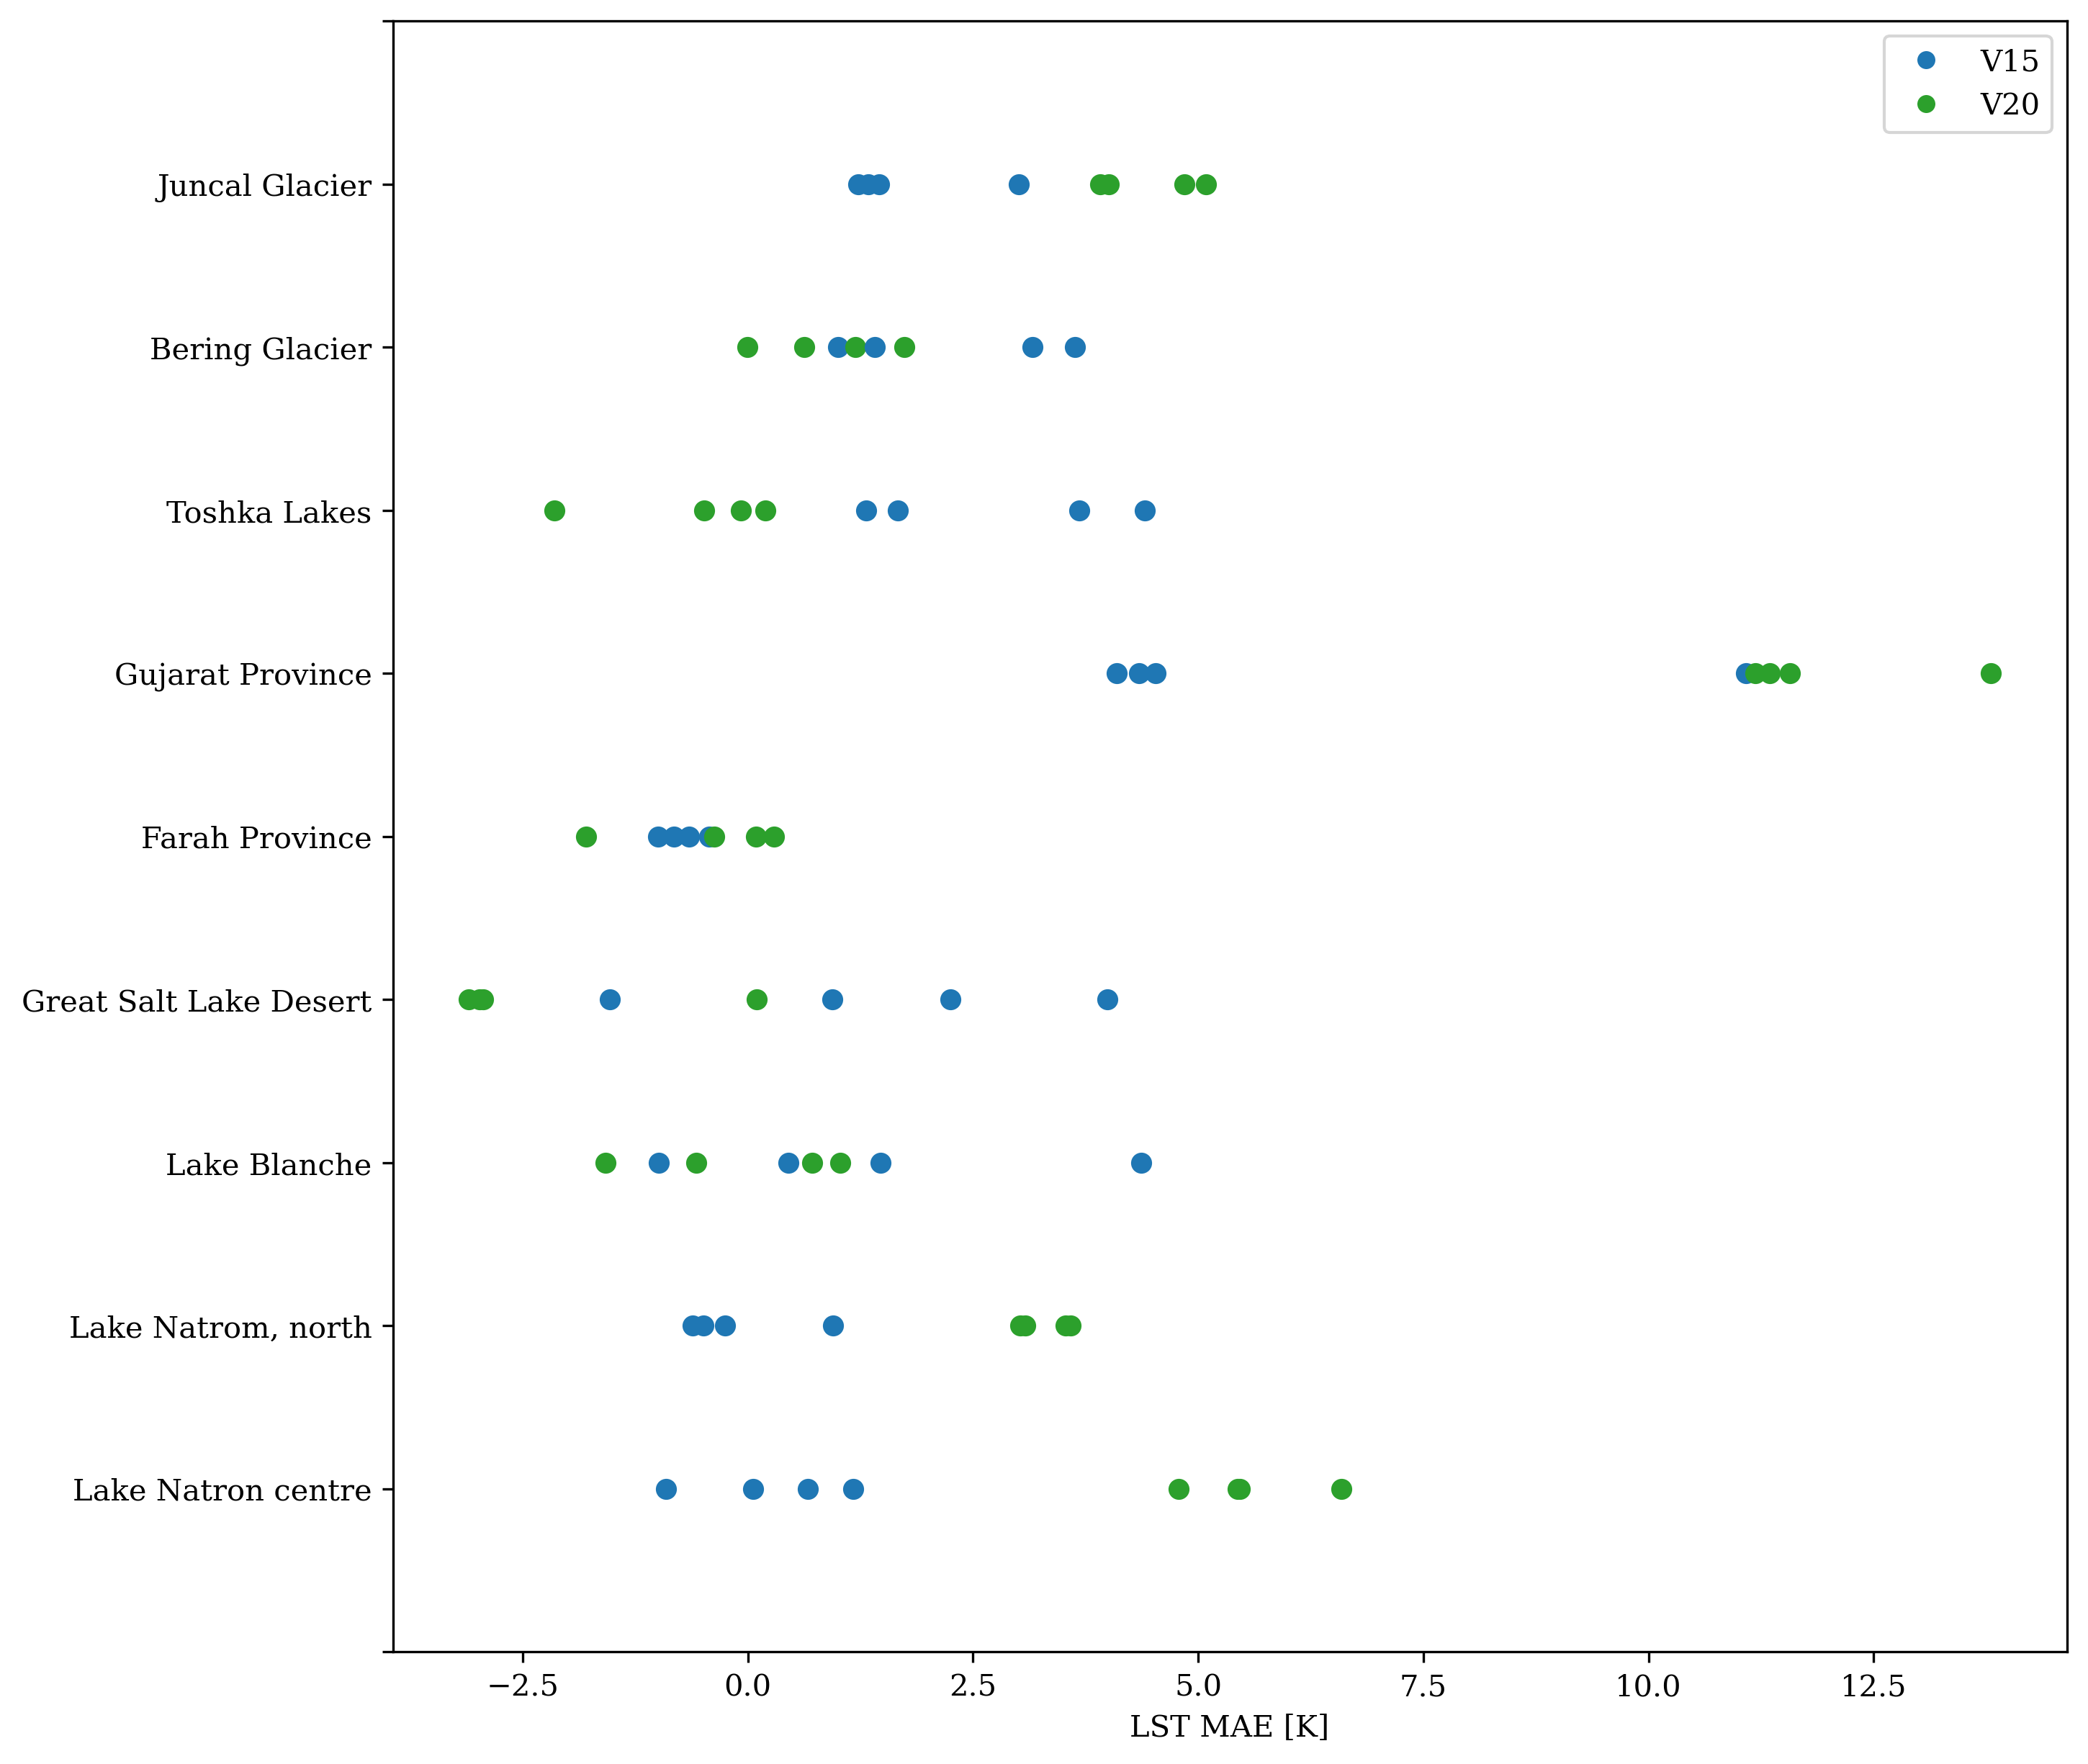 V15
V20
Juncal Glacier
Bering Glacier
Toshka Lakes
Gujarat Province
Farah Province
Great Salt Lake Desert
Lake Blanche
Lake Natrom, north
Lake Natron centre
−2.5 0.0 2.5 5.0 7.5 10.0 12.5
LST MAE [K]